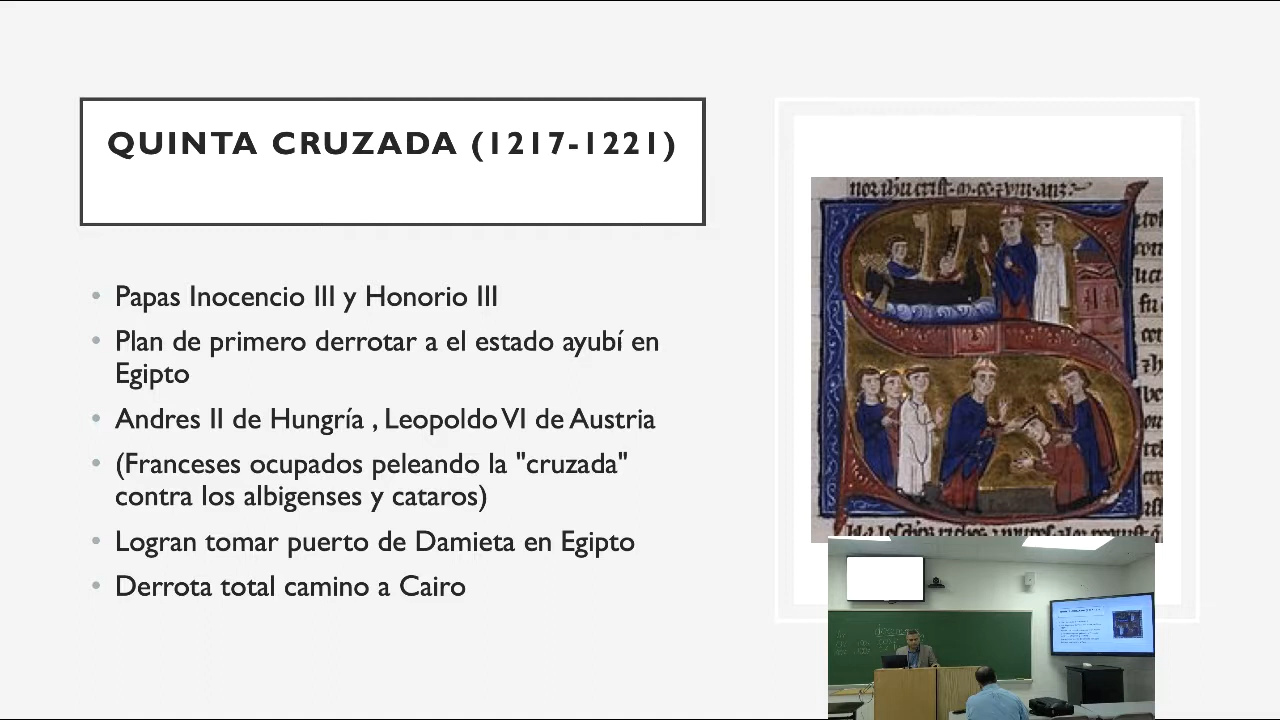 QUINTA CRUZADA (1217-1221)
• Papas Inocencio III y Honorio III
• Plan de primero derrotar a el estado ayubí en
Egipto
• Andres II de Hungría , Leopoldo VI de Austria
• (Franceses ocupados peleando la "cruzada"
contra los albigenses y cataros)
• Logran tomar puerto de Damieta en Egipto
• Derrota total camino a Cairo